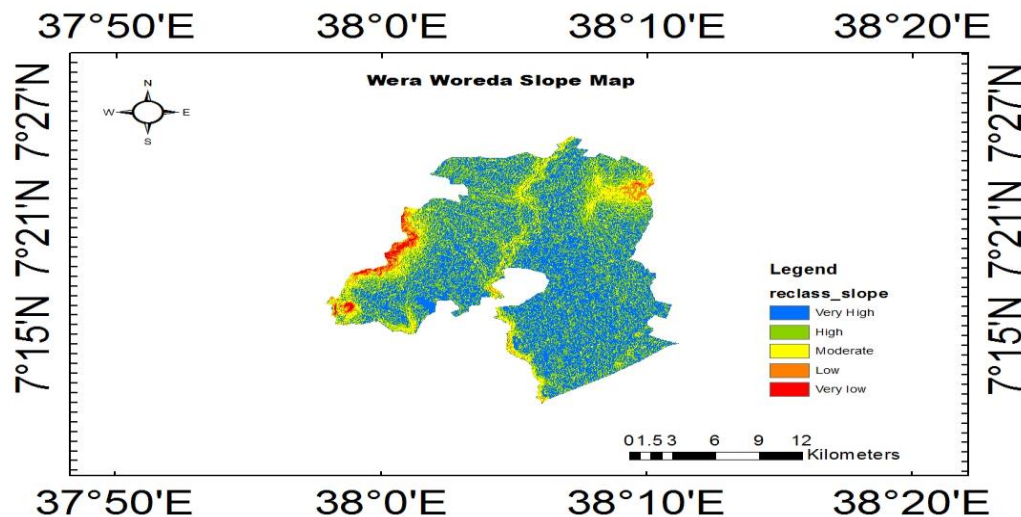 37°50'E 38°0'E 38°10'E 38°20'E
Wera Woreda Slope Map
N
W E
S
7°27'N 7°27'N
7°21'N 7°21'N
7°15'N 7°15'N
Legend
reclass_slope
Very High
High
Moderate
Low
Very low
0 1.5 3 6 9 12
Kilometers
37°50'E 38°0'E 38°10'E 38°20'E